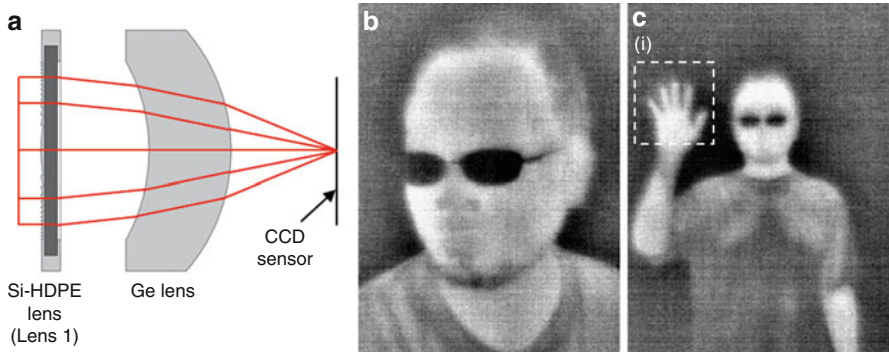 a
Si-HDPE
lens
(Lens 1)
Ge lens
CCD
sensor
b
c
(i)